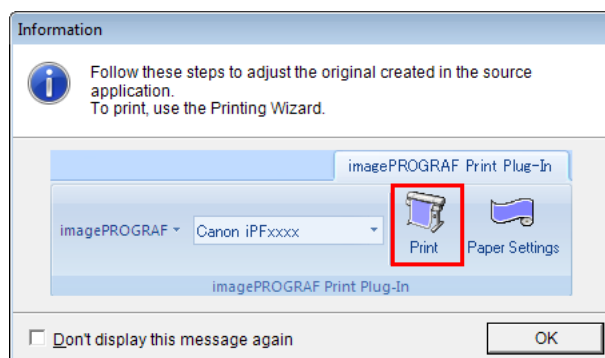 Information
Follow these steps to adjust the original created in the source
application.
To print, use the Printing Wizard.
imagePROGRAF Print Plug-In
imagePROGRAF
Canon iPFxxxx
Print
Paper Settings
imagePROGRAF Print Plug-In
Don't display this message again
OK